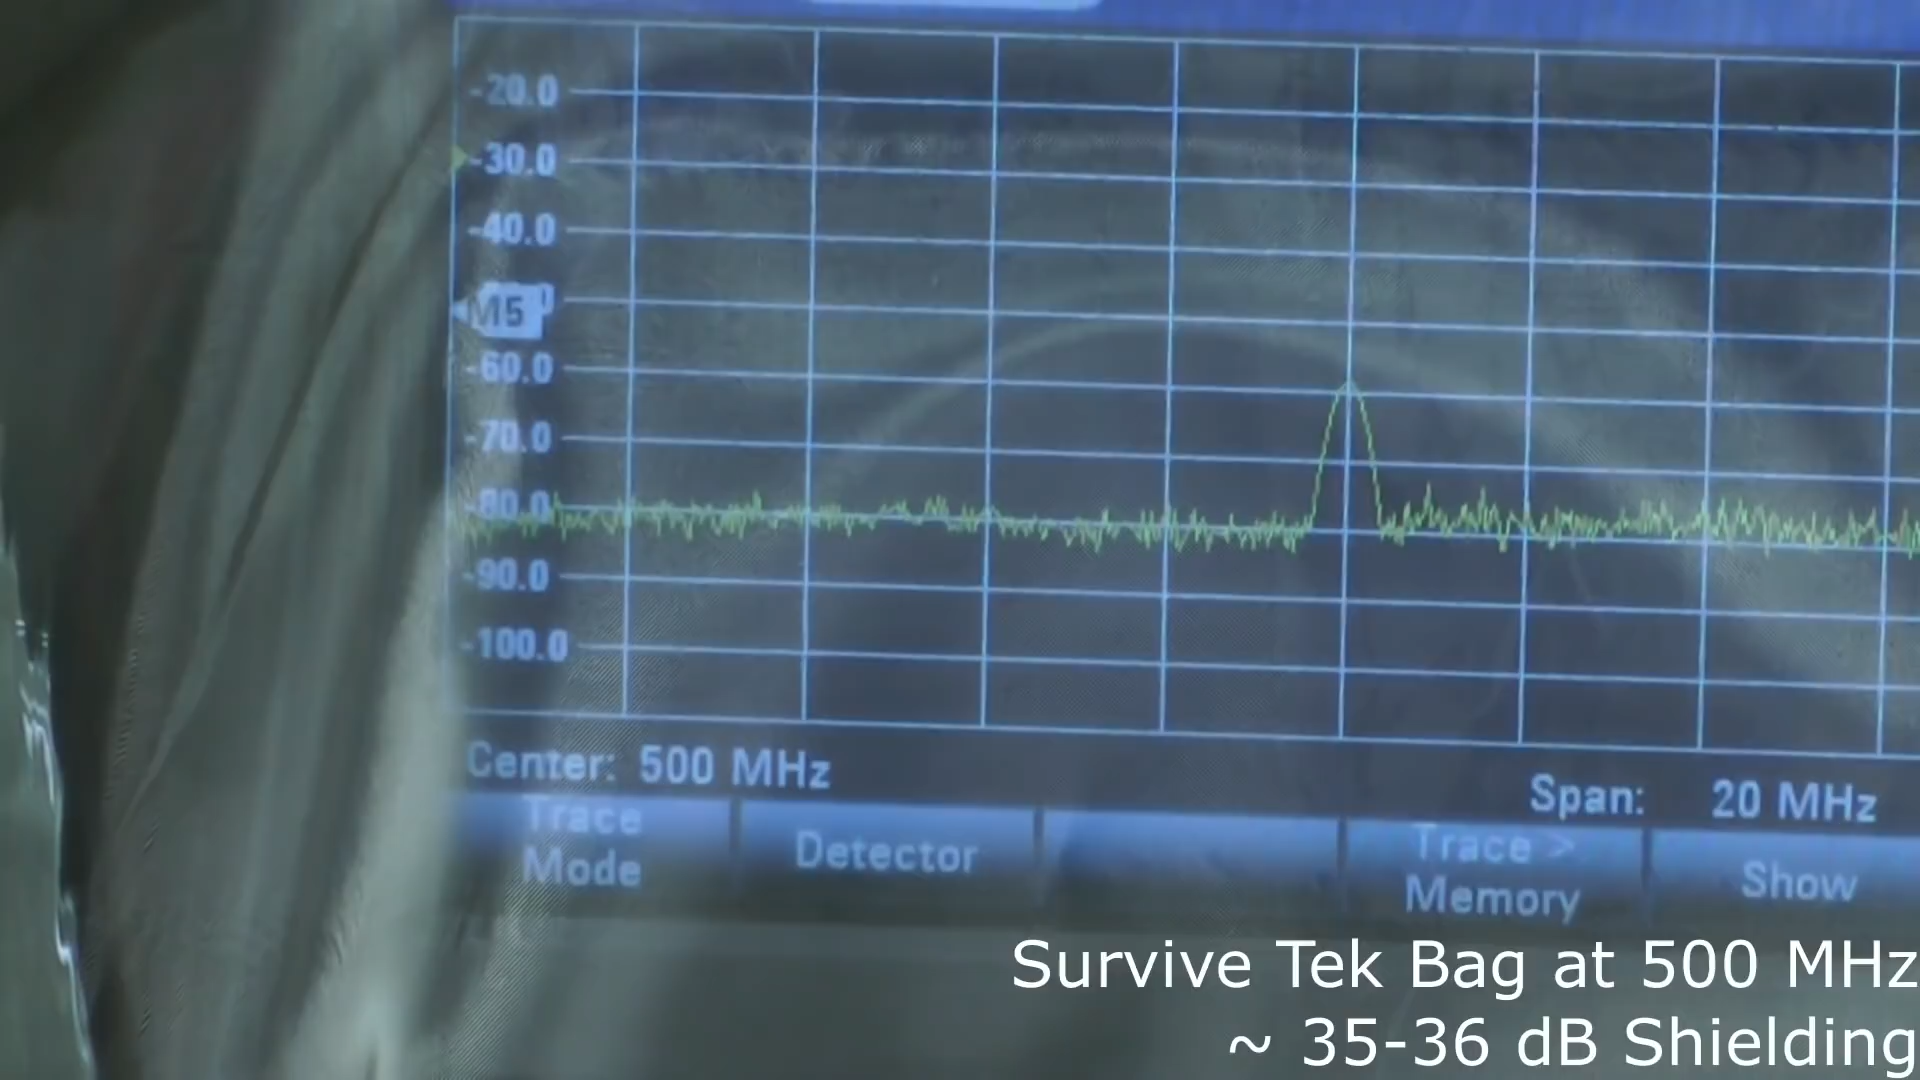 -20.0
-30.0
-40.0
M5
-60.0
-70.0
-80.0
-90.0
-100.0
Center: 500 MHz
Span: 20 MHz
Trace Mode
Detector
Trace > Memory
Show
Survive Tek Bag at 500 MHz
~ 35-36 dB Shielding